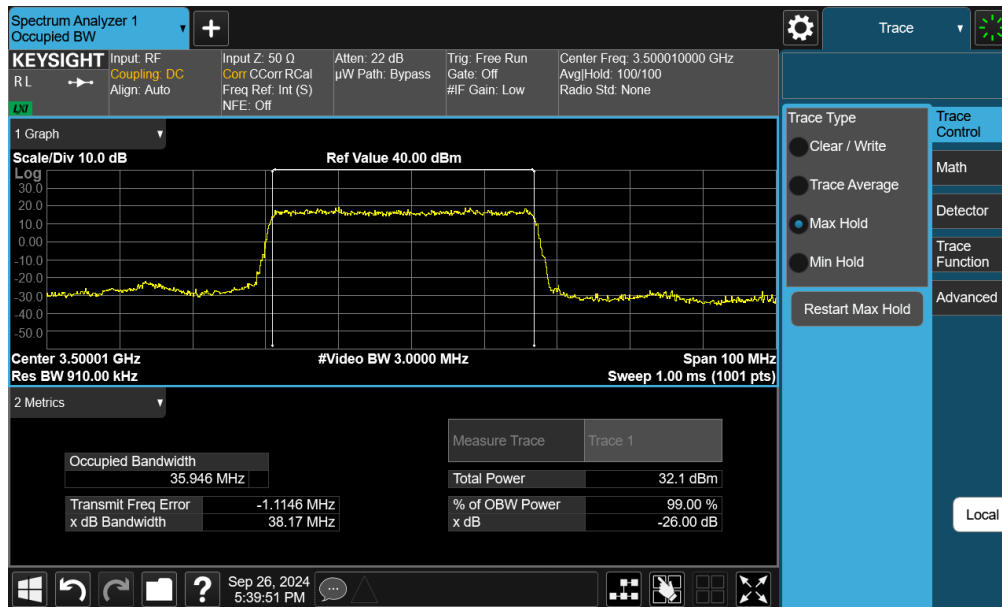 Spectrum Analyzer 1
Occupied BW
Trace
KEYSIGHT
R L
LXI
Input: RF
Coupling: DC
Align: Auto
Input Z: 50 Ω
Corr CCorr RCal
Freq Ref: Int (S)
NFE: Off
Atten: 22 dB
µW Path: Bypass
Trig: Free Run
Gate: Off
#IF Gain: Low
Center Freq: 3.500010000 GHz
Avg|Hold: 100/100
Radio Std: None
1 Graph
Scale/Div 10.0 dB
Ref Value 40.00 dBm
Log
30.0
20.0
10.0
0.00
-10.0
-20.0
-30.0
-40.0
-50.0
Center 3.50001 GHz
#Video BW 3.0000 MHz
Span 100 MHz
Res BW 910.00 kHz
Sweep 1.00 ms (1001 pts)
2 Metrics
Measure Trace
Trace 1
Occupied Bandwidth
35.946 MHz
Total Power
32.1 dBm
Transmit Freq Error
-1.1146 MHz
% of OBW Power
99.00 %
x dB Bandwidth
38.17 MHz
x dB
-26.00 dB
Trace Type
Clear / Write
Trace Average
Max Hold
Min Hold
Restart Max Hold
Trace
Control
Math
Detector
Trace
Function
Advanced
Local
?
Sep 26, 2024
5:39:51 PM